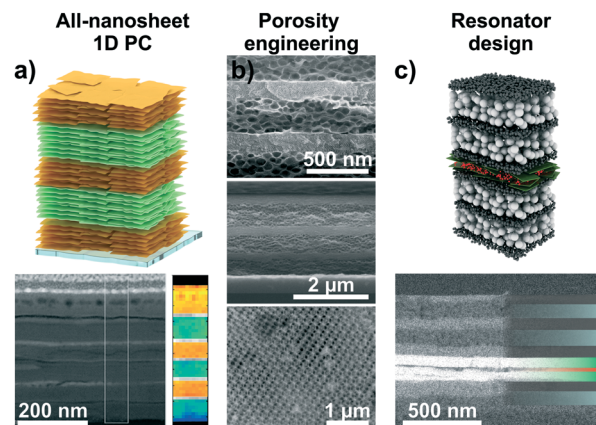 All-nanosheet
1D PC
Porosity
engineering
Resonator
design
a)
b)
c)
500 nm
2 µm
200 nm
1 µm
500 nm